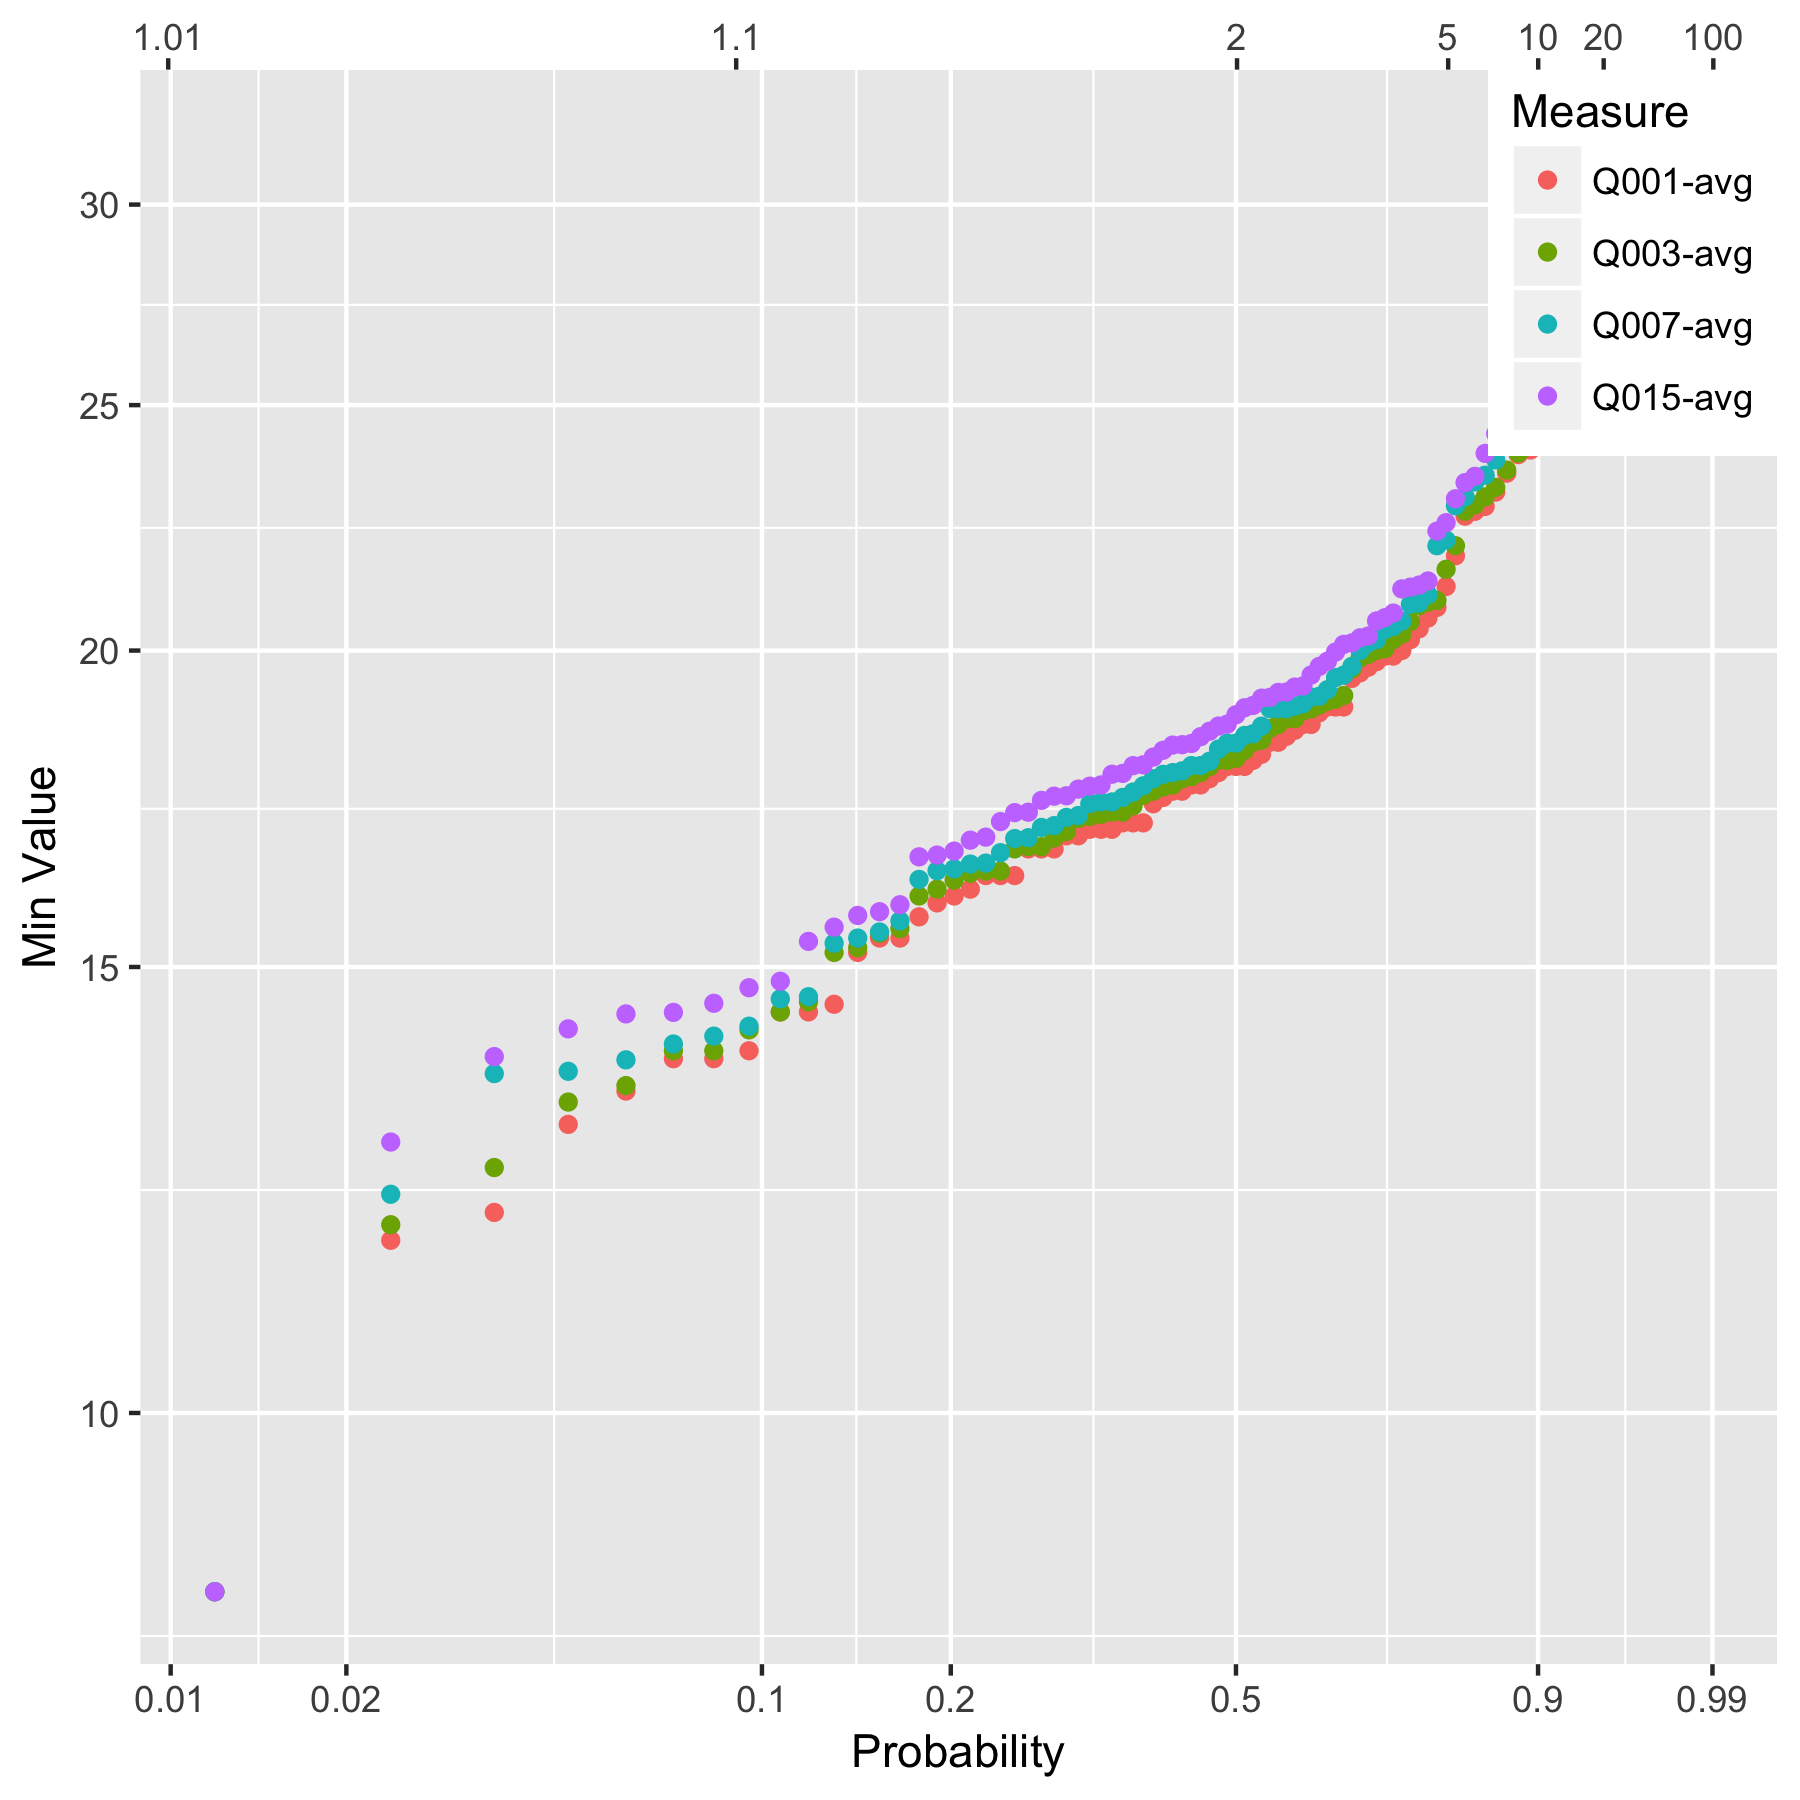 1.01 1.1 2 5 10 20 100
Measure
Q001-avg
Q003-avg
Q007-avg
Q015-avg
30
25
20
15
10
Min Value
0.01 0.02 0.1 0.2 0.5 0.9 0.99
Probability